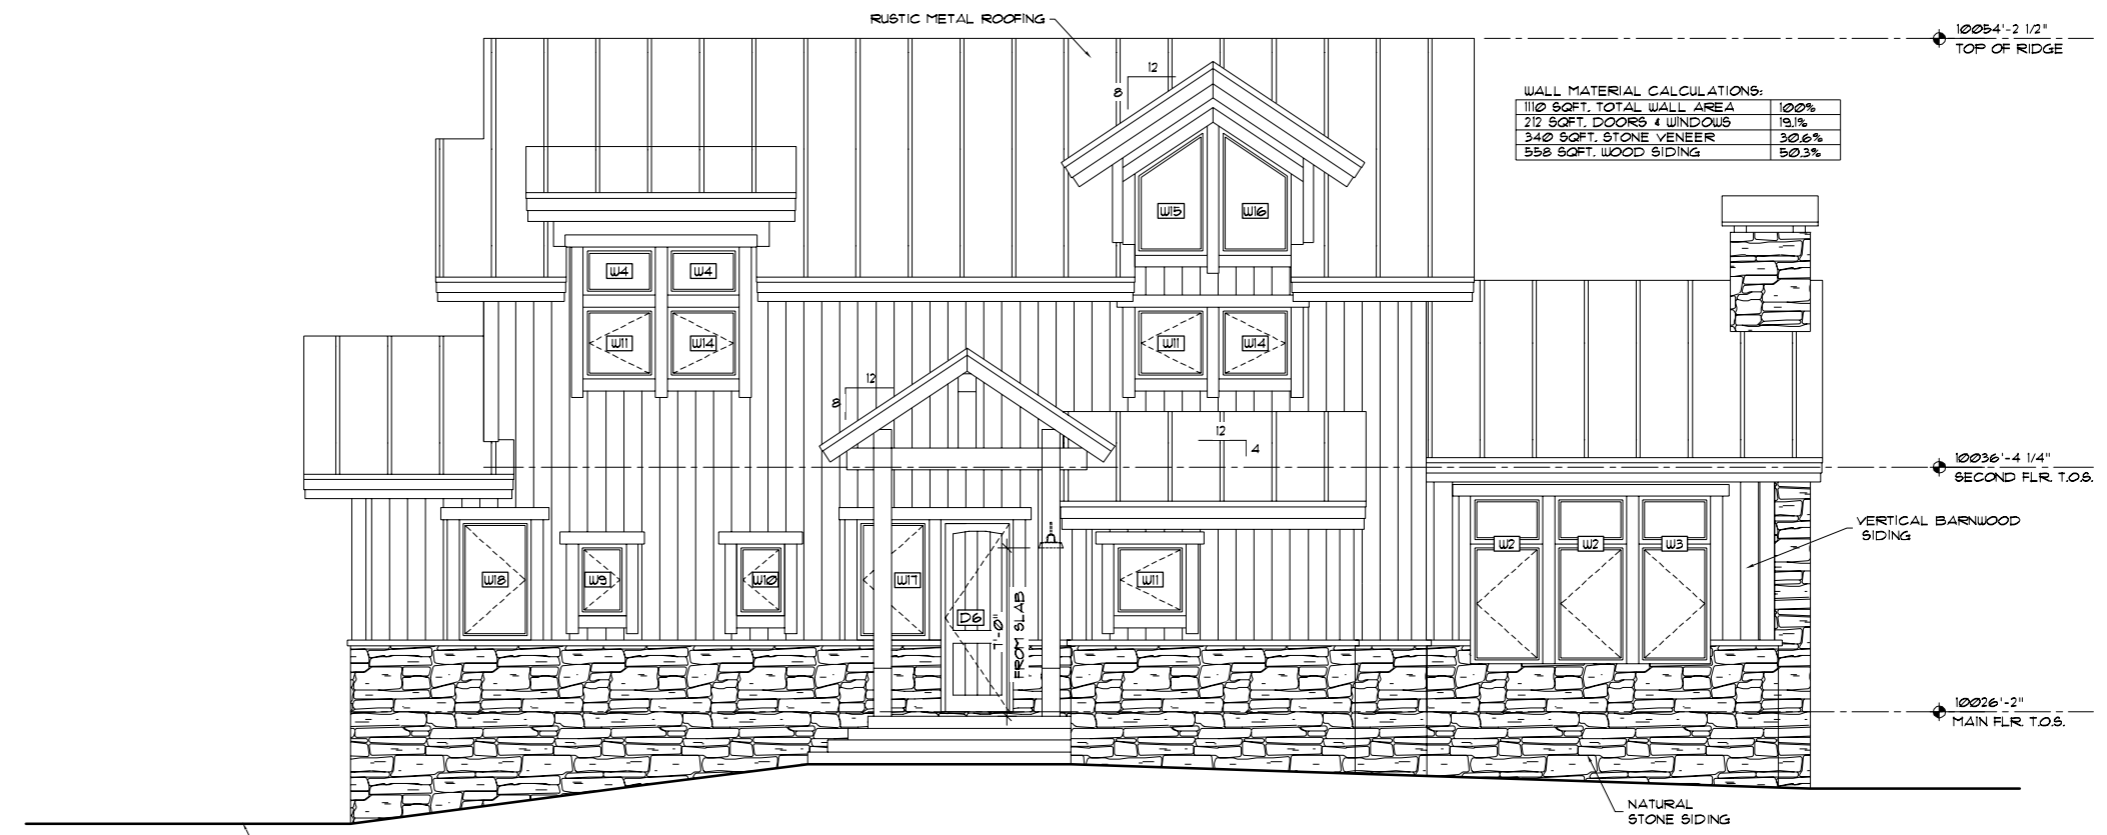 RUSTIC METAL ROOFING
10054'-2 1/2"
TOP OF RIDGE
12
8
WALL MATERIAL CALCULATIONS:
1110 SQFT. TOTAL WALL AREA 100%
212 SQFT. DOORS & WINDOWS 19.1%
340 SQFT. STONE VENEER 30.6%
558 SQFT. WOOD SIDING 50.3%
W15 W16
W4 W4
W11 W14
W11 W14
12
8
12
4
10036'-4 1/4"
SECOND FLR. T.O.S.
VERTICAL BARNWOOD
SIDING
W2 W2 W3
W18 W9 W10 W17 W11
D6
7'-0"
FROM SLAB
10026'-2"
MAIN FLR. T.O.S.
NATURAL
STONE SIDING